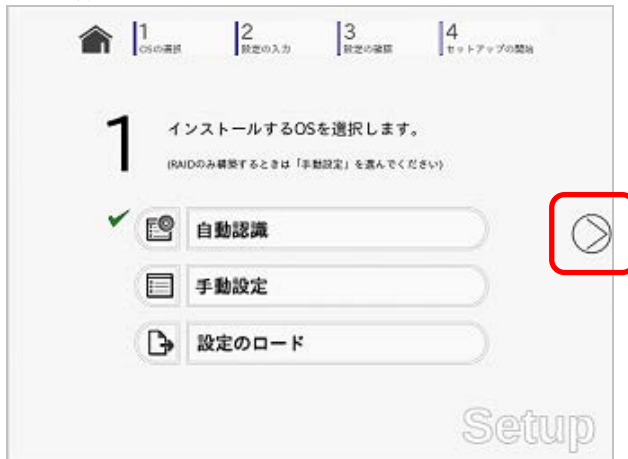 1
OSの選択
2
設定の入力
3
設定の確認
4
セットアップの開始
1
インストールするOSを選択します。
(RAIDのみ構築するときは「手動設定」を選んでください)
自動認識
手動設定
設定のロード
Setup